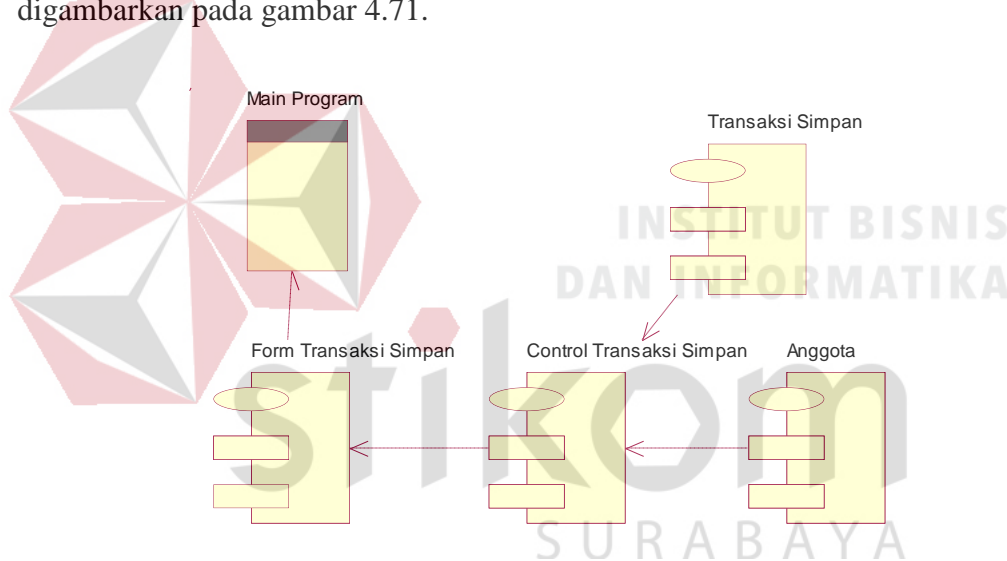 digambarkan pada gambar 4.71.
Main Program
Transaksi Simpan
INSTITUT BISNIS
DAN INFORMATIKA
Form Transaksi Simpan
Control Transaksi Simpan
Anggota
stikom
SURABAYA